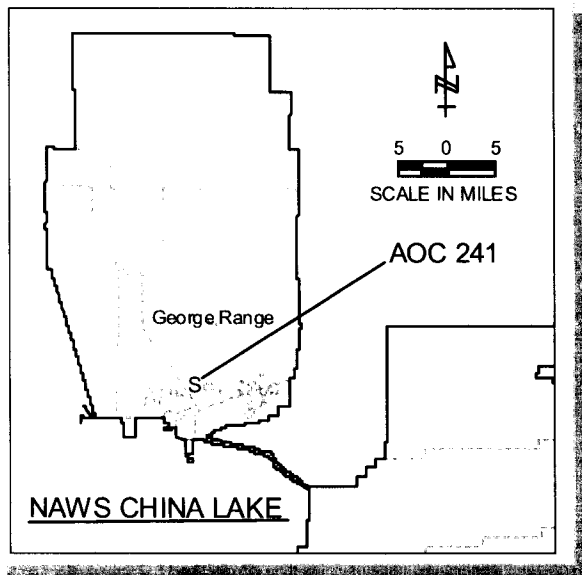 N
5 0 5
SCALE IN MILES
AOC 241
George Range
S
NAWS CHINA LAKE